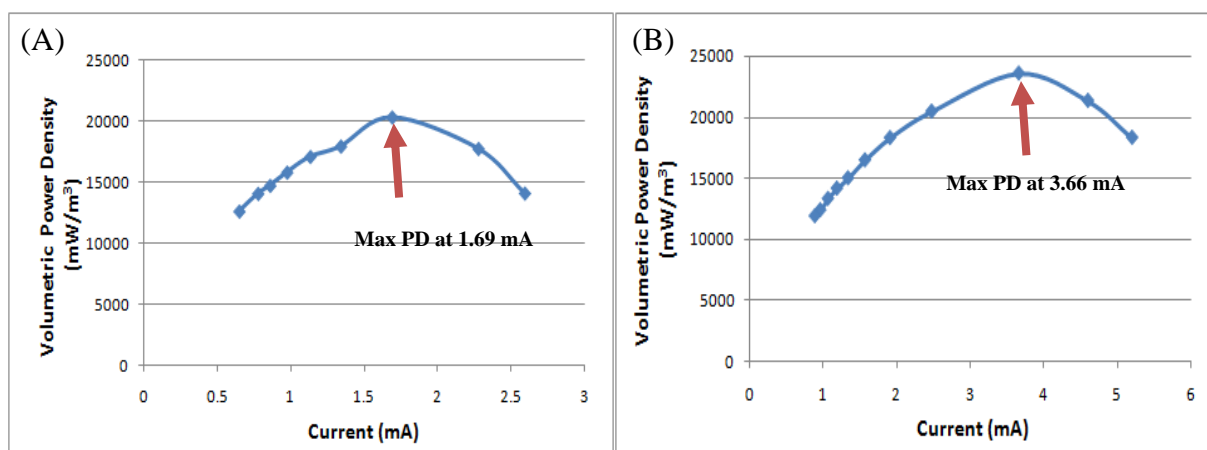 (A)
Volumetric Power Density
(mW/m³)
25000
20000
15000
10000
5000
0
0
0.5
1
1.5
2
2.5
3
Current (mA)
Max PD at 1.69 mA
(B)
Volumetric Power Density
(mW/m³)
25000
20000
15000
10000
5000
0
0
1
2
3
4
5
6
Current (mA)
Max PD at 3.66 mA